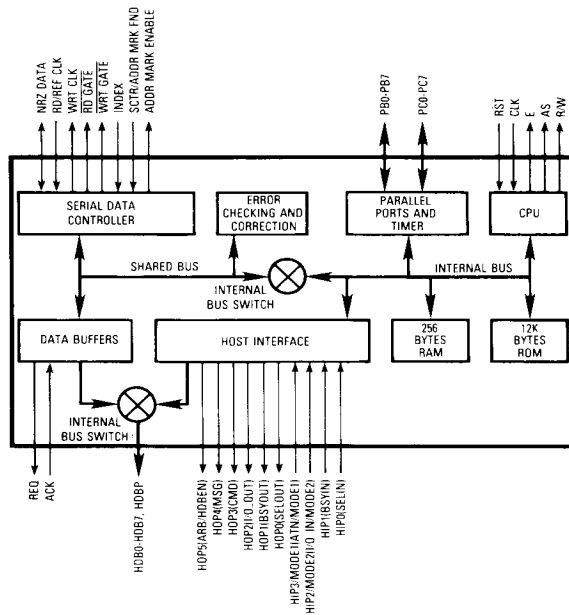 NRZ DATA
RD/REF CLK
WRT CLK
RD GATE
WRT GATE
INDEX
SCTR/ADDR MRK FND
ADDR MARK ENABLE
PB0-PB7
PC0-PC7
RST
CLK
E
AS
R/W
SERIAL DATA
CONTROLLER
ERROR
CHECKING AND
CORRECTION
PARALLEL
PORTS AND
TIMER
CPU
SHARED BUS
INTERNAL
BUS SWITCH
INTERNAL BUS
DATA BUFFERS
HOST INTERFACE
256
BYTES
RAM
12K
BYTES
ROM
INTERNAL
BUS SWITCH
REQ
ACK
HDB0-HDB7, HDBP
HOP5(ARB/HDBEN)
HOP4(MSG)
HOP3(CMD)
HOP2(I/O_OUT)
HOP1(BSYOUT)
HOP0(SELOUT)
HIP3/MODE1(ATN/MODE1)
HIP2/MODE2(I/O IN/MODE2)
HIP1(BSYIN)
HIP0(SELIN)